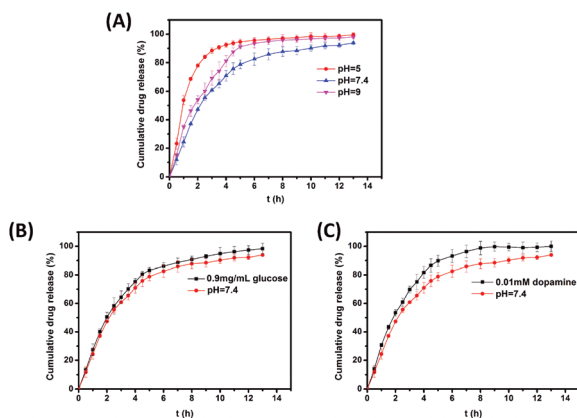 (A)
Cumulative drug release (%)
100
80
60
40
20
0
pH=5
pH=7.4
pH=9
0 2 4 6 8 10 12 14
t (h)
(B)
Cumulative drug release (%)
100
80
60
40
20
0
0.9mg/mL glucose
pH=7.4
0 2 4 6 8 10 12 14
t (h)
(C)
Cumulative drug release (%)
100
80
60
40
20
0
0.01mM dopamine
pH=7.4
0 2 4 6 8 10 12 14
t (h)